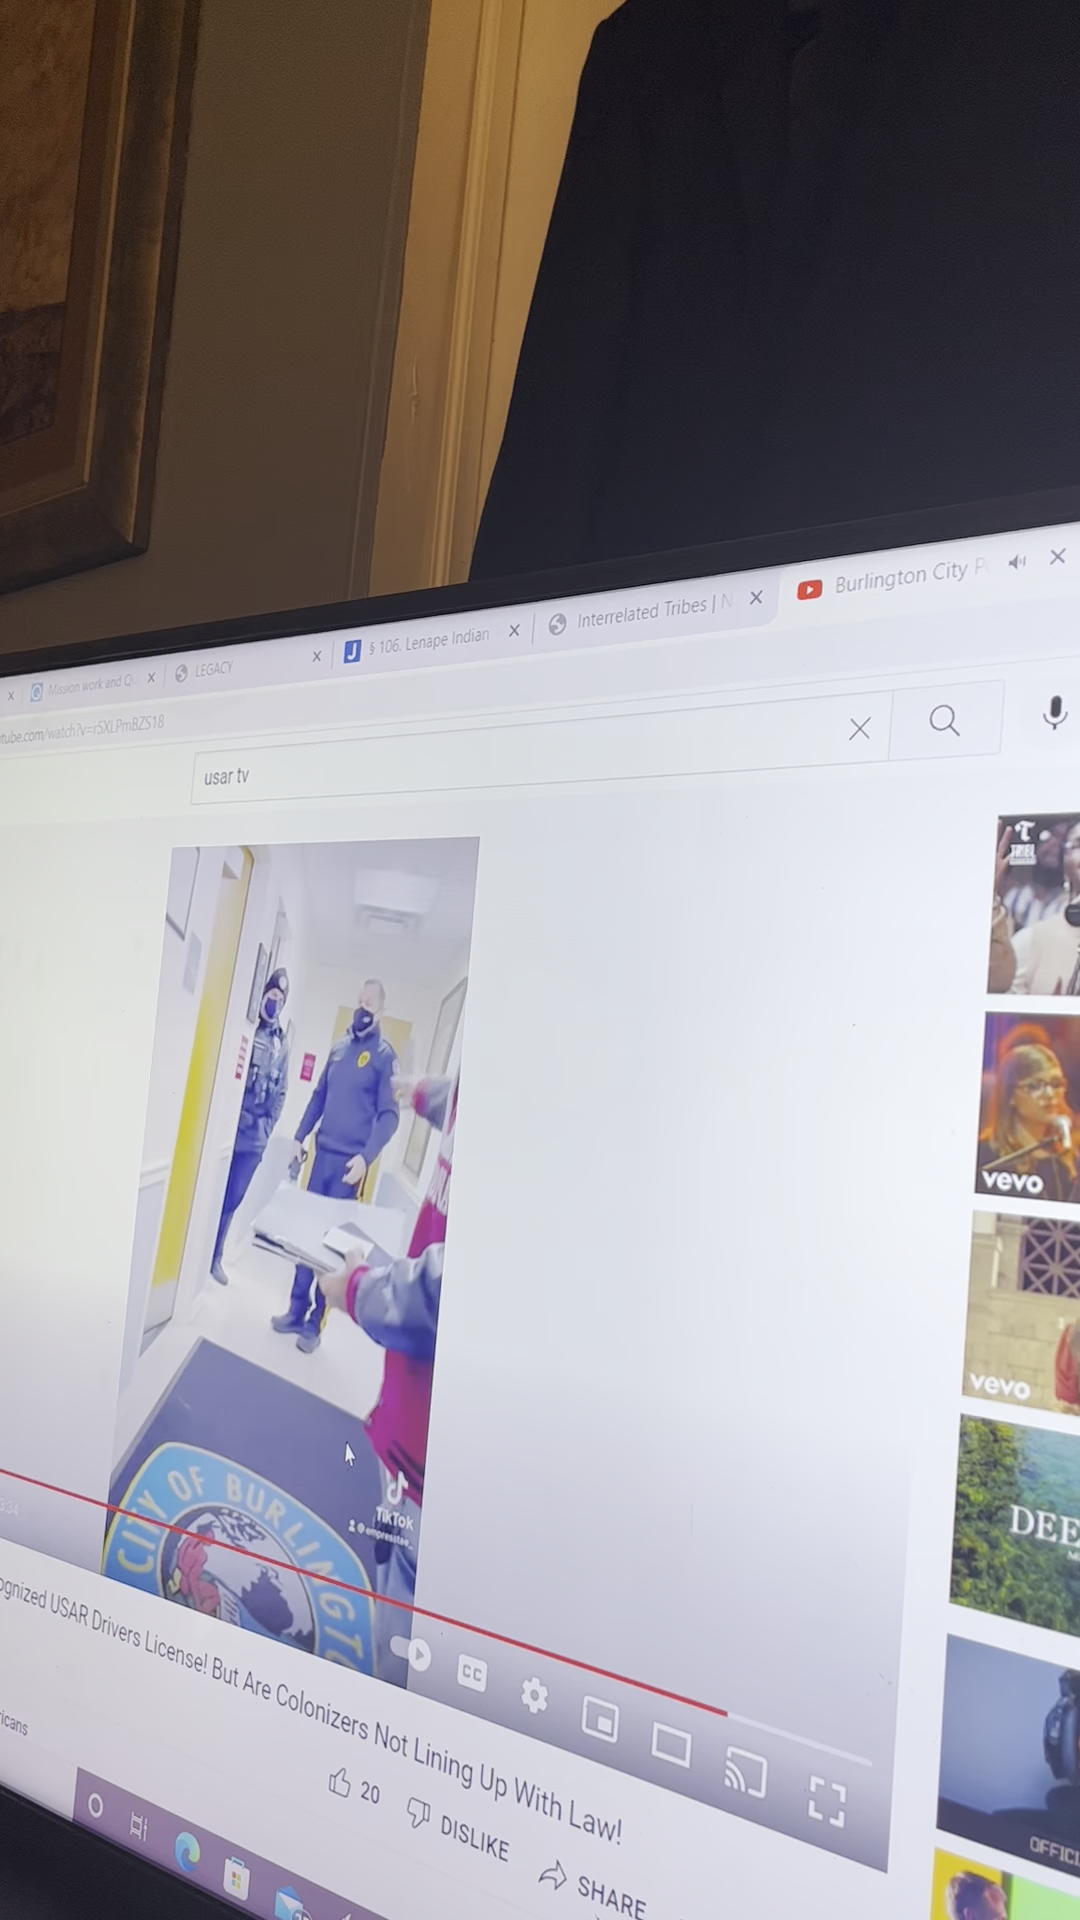 Mission work and Q
LEGACY
§ 106. Lenape Indian
Interrelated Tribes | N
Burlington City P
tube.com/watch?v=r5XLPmBZS18
usar tv
CITY OF BURLINGTO
TikTok
ognized USAR Drivers License! But Are Colonizers Not Lining Up With Law!
ricans
20
DISLIKE
SHARE
CC
TRIBL
vevo
vevo
DEE
OFFICI